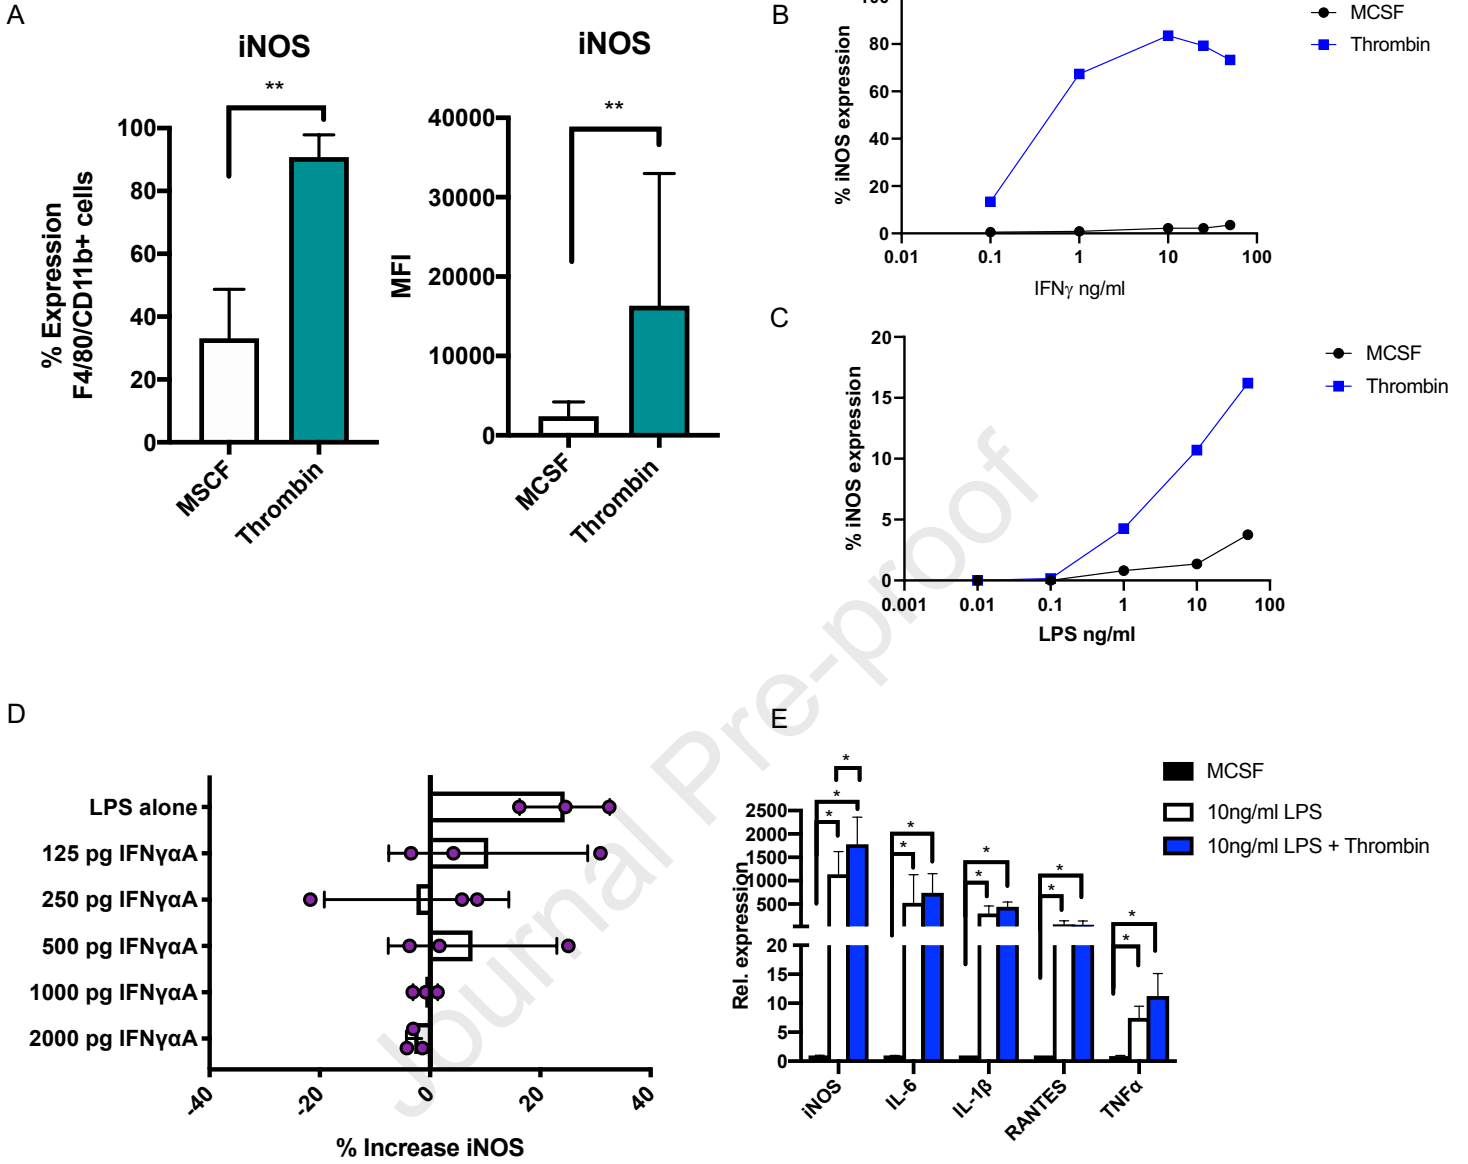 A
iNOS
**
100
80
60
40
20
0
% Expression
F4/80/CD11b+ cells
MSCF
Thrombin
iNOS
**
40000
30000
20000
10000
0
MFI
MCSF
Thrombin
B
100
80
60
40
20
0
% iNOS expression
0.01 0.1 1 10 100
IFNγ ng/ml
MCSF
Thrombin
C
20
15
10
5
0
% iNOS expression
0.001 0.01 0.1 1 10 100
LPS ng/ml
MCSF
Thrombin
D
LPS alone
125 pg IFNγαA
250 pg IFNγαA
500 pg IFNγαA
1000 pg IFNγαA
2000 pg IFNγαA
-40 -20 0 20 40
% Increase iNOS
E
2500
2000
1500
1000
500
20
15
10
5
0
Rel. expression
* * *
* *
* *
* *
* *
iNOS IL-6 IL-1β RANTES TNFα
MCSF
10ng/ml LPS
10ng/ml LPS + Thrombin
Journal Pre-proof